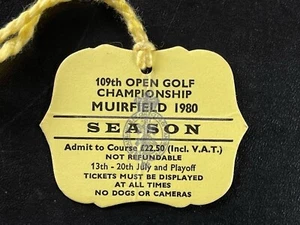 109th OPEN GOLF
CHAMPIONSHIP
MUIRFIELD 1980
SEASON
Admit to Course £22.50 (Incl. V.A.T.)
NOT REFUNDABLE
13th - 20th July and Playoff
TICKETS MUST BE DISPLAYED
AT ALL TIMES
NO DOGS OR CAMERAS